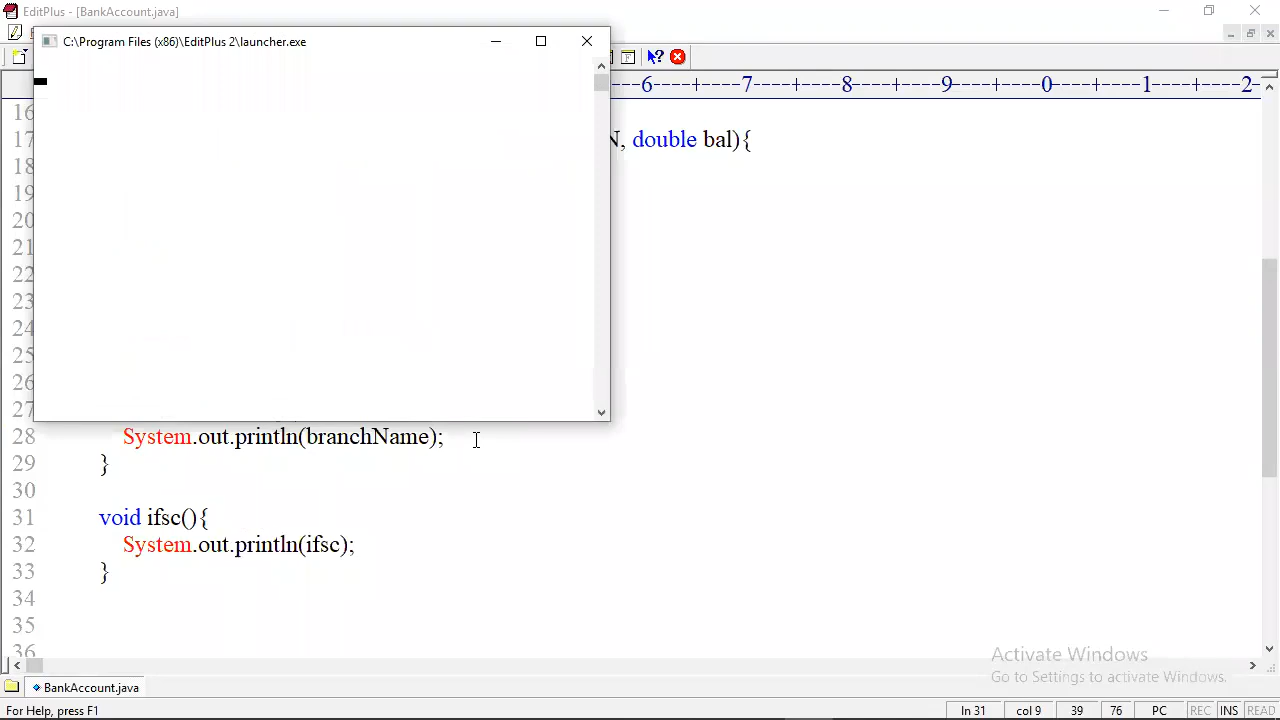 EditPlus - [BankAccount.java]
C:\Program Files (x86)\EditPlus 2\launcher.exe
-6----+----7----+----8----+----9----+----0----+----1----+----2-
16
17 N, double bal){
18
19
20
21
22
23
24
25
26
27
28 System.out.println(branchName);
29 }
30
31 void ifsc(){
32 System.out.println(ifsc);
33 }
34
35
36
Activate Windows
Go to Settings to activate Windows.
BankAccount.java
For Help, press F1 ln 31 col 9 39 76 PC REC INS READ